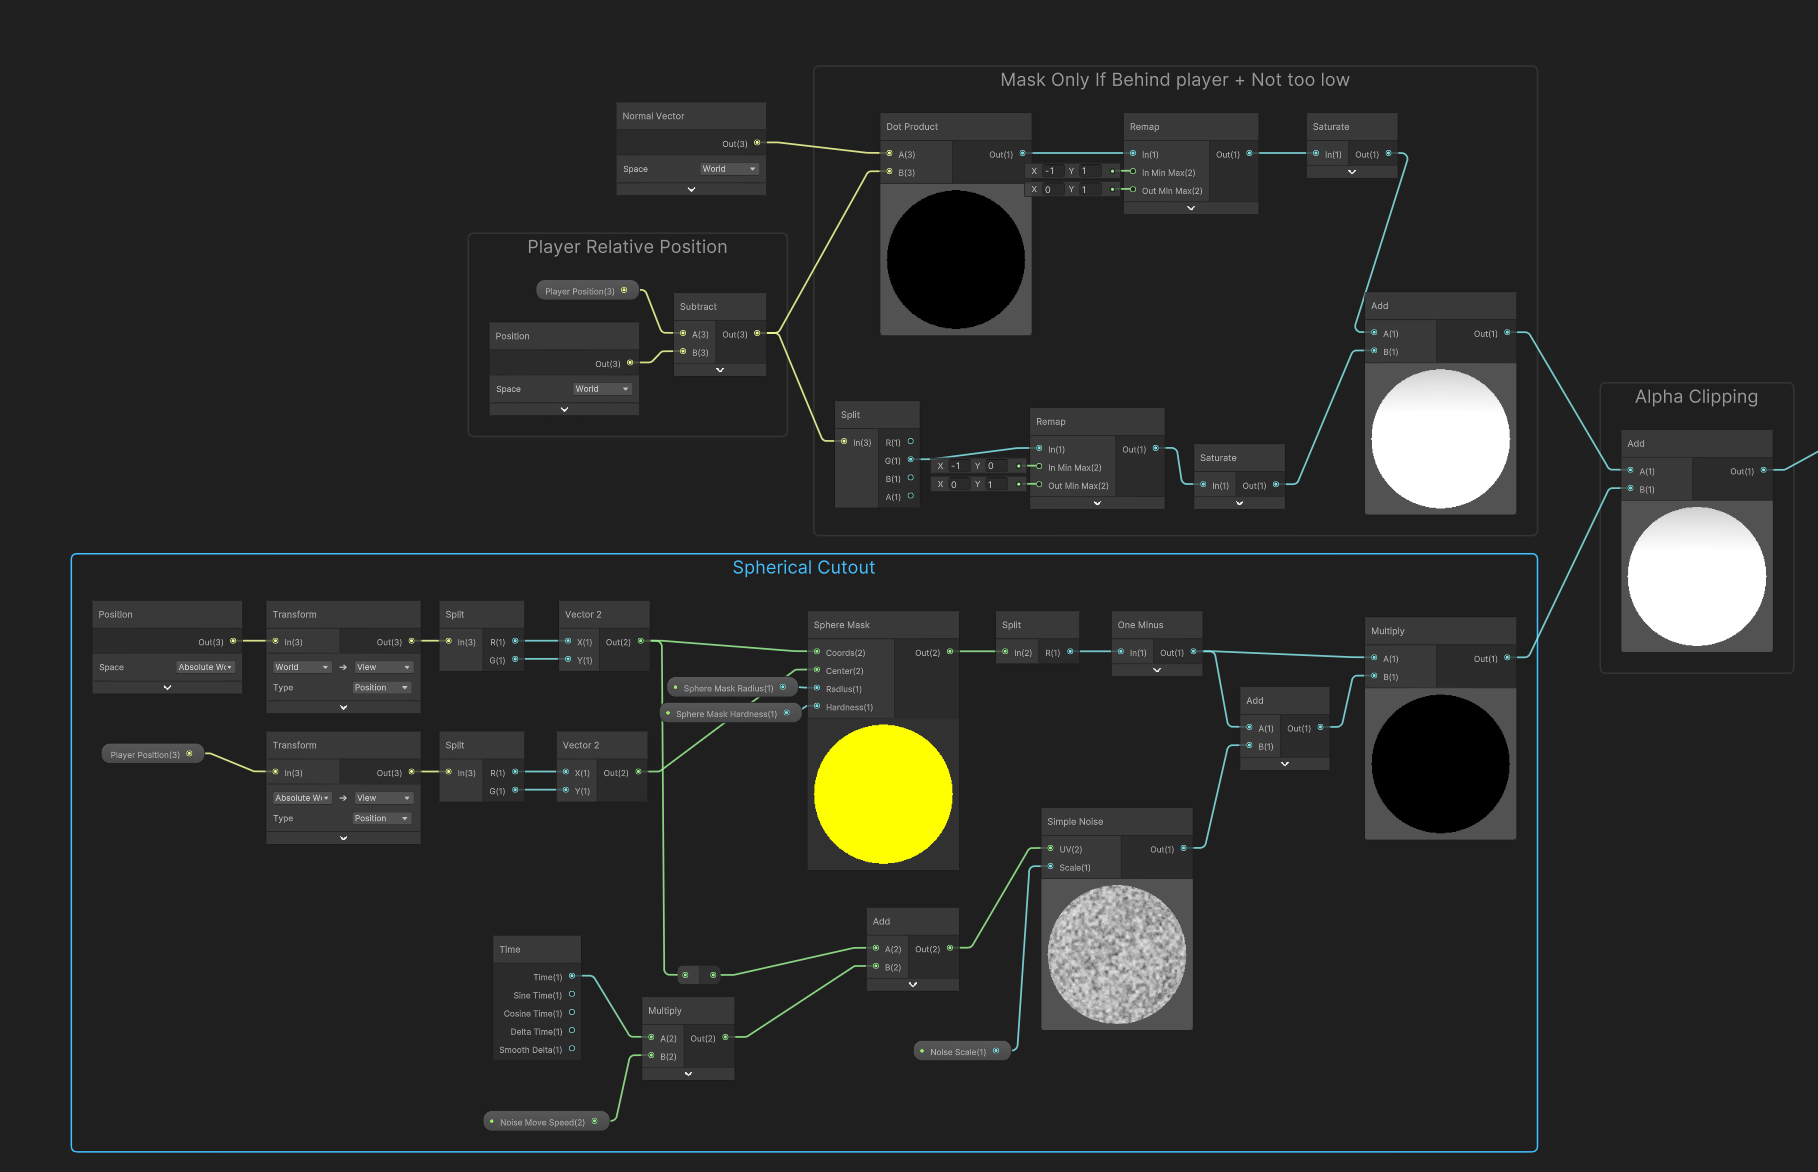 Mask Only If Behind player + Not too low
Normal Vector
Out(3)
Space World
Dot Product
A(3) Out(1)
B(3)
X -1 Y 1
X 0 Y 1
Remap
In(1) Out(1)
In Min Max(2)
Out Min Max(2)
Saturate
In(1) Out(1)
Player Relative Position
Player Position(3)
Position
Out(3)
Space World
Subtract
A(3) Out(3)
B(3)
Split
In(3) R(1)
G(1)
B(1)
A(1)
X -1 Y 0
X 0 Y 1
Remap
In(1) Out(1)
In Min Max(2)
Out Min Max(2)
Saturate
In(1) Out(1)
Add
A(1) Out(1)
B(1)
Alpha Clipping
Add
A(1) Out(1)
B(1)
Spherical Cutout
Position
Out(3)
Space Absolute W
Transform
In(3) Out(3)
World View
Type Position
Split
In(3) R(1)
G(1)
Vector 2
X(1) Out(2)
Y(1)
Player Position(3)
Transform
In(3) Out(3)
Absolute W View
Type Position
Split
In(3) R(1)
G(1)
Vector 2
X(1) Out(2)
Y(1)
Sphere Mask Radius(1)
Sphere Mask Hardness(1)
Sphere Mask
Coords(2) Out(2)
Center(2)
Radius(1)
Hardness(1)
Split
In(2) R(1)
One Minus
In(1) Out(1)
Add
A(1) Out(1)
B(1)
Multiply
A(1) Out(1)
B(1)
Simple Noise
UV(2) Out(1)
Scale(1)
Add
A(2) Out(2)
B(2)
Time
Time(1)
Sine Time(1)
Cosine Time(1)
Delta Time(1)
Smooth Delta(1)
Multiply
A(2) Out(2)
B(2)
Noise Scale(1)
Noise Move Speed(2)